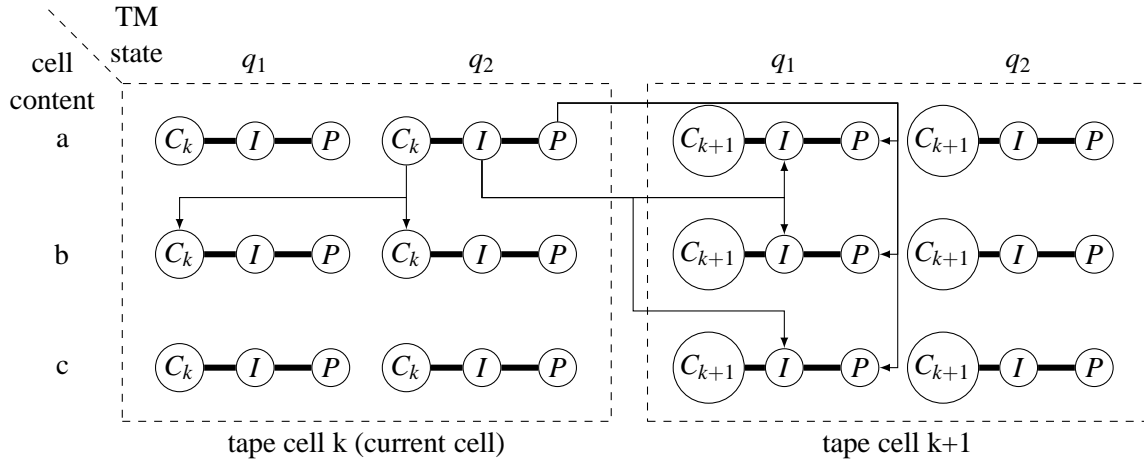 TM
state
cell
content
q₁ q₂ q₁ q₂
a Cₖ I P Cₖ I P Cₖ₊₁ I P Cₖ₊₁ I P
b Cₖ I P Cₖ I P Cₖ₊₁ I P Cₖ₊₁ I P
c Cₖ I P Cₖ I P Cₖ₊₁ I P Cₖ₊₁ I P
tape cell k (current cell) tape cell k+1